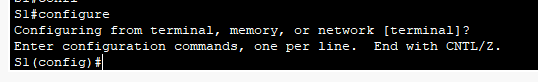 S1#configure
Configuring from terminal, memory, or network [terminal]?
Enter configuration commands, one per line.  End with CNTL/Z.
S1(config)#